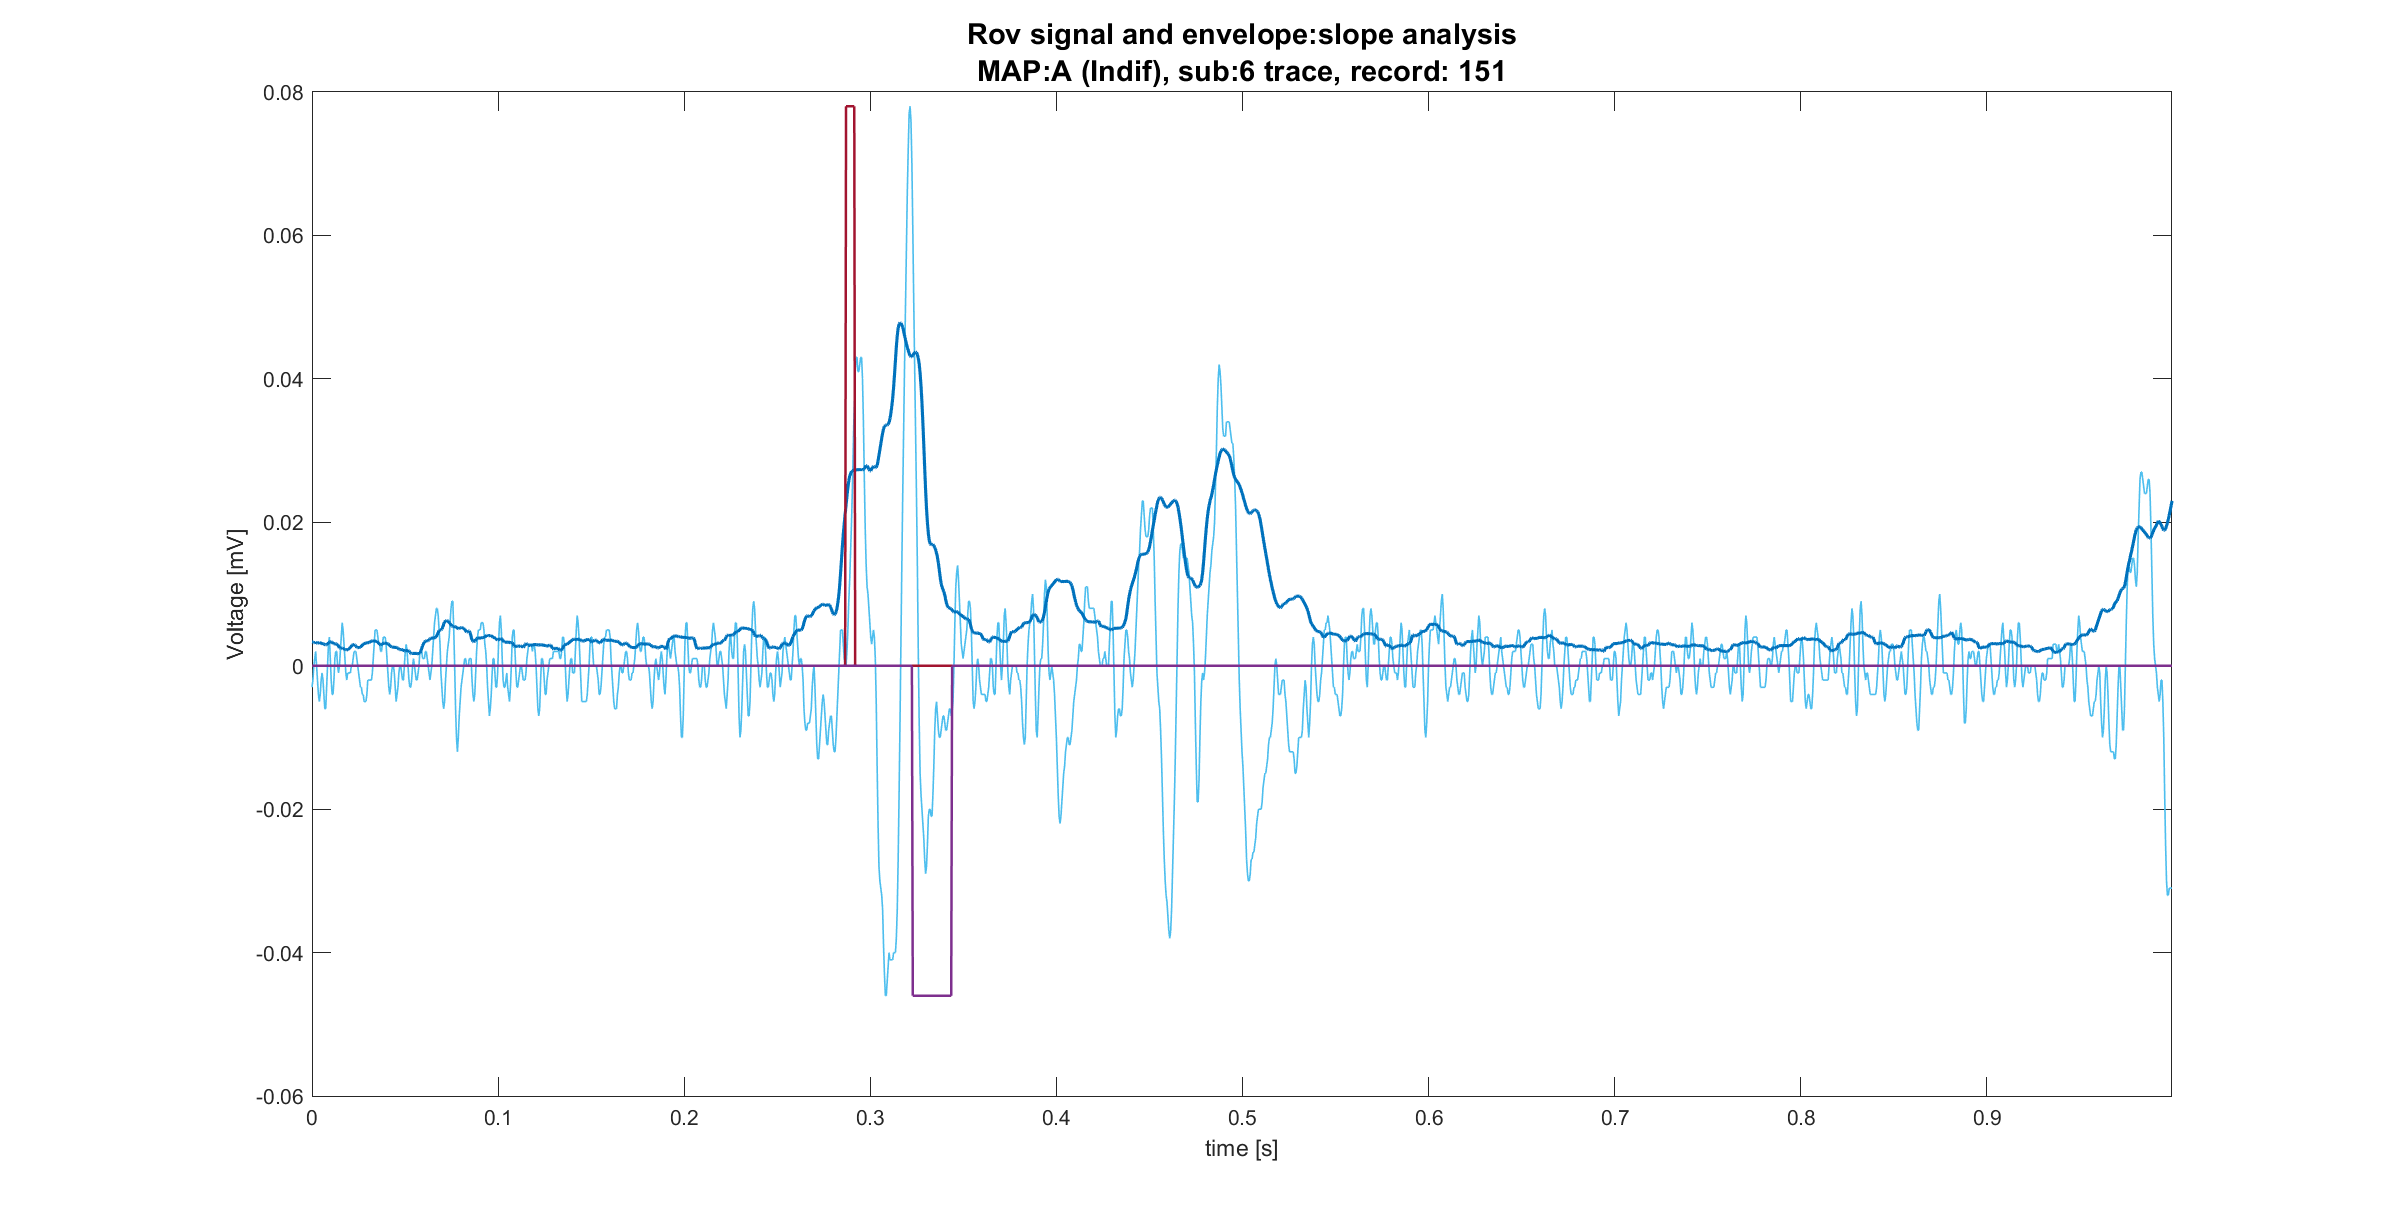 Rov signal and envelope:slope analysis
MAP:A (Indif), sub:6 trace, record: 151
0.08
0.06
0.04
0.02
0
-0.02
-0.04
-0.06
Voltage [mV]
0 0.1 0.2 0.3 0.4 0.5 0.6 0.7 0.8 0.9
time [s]